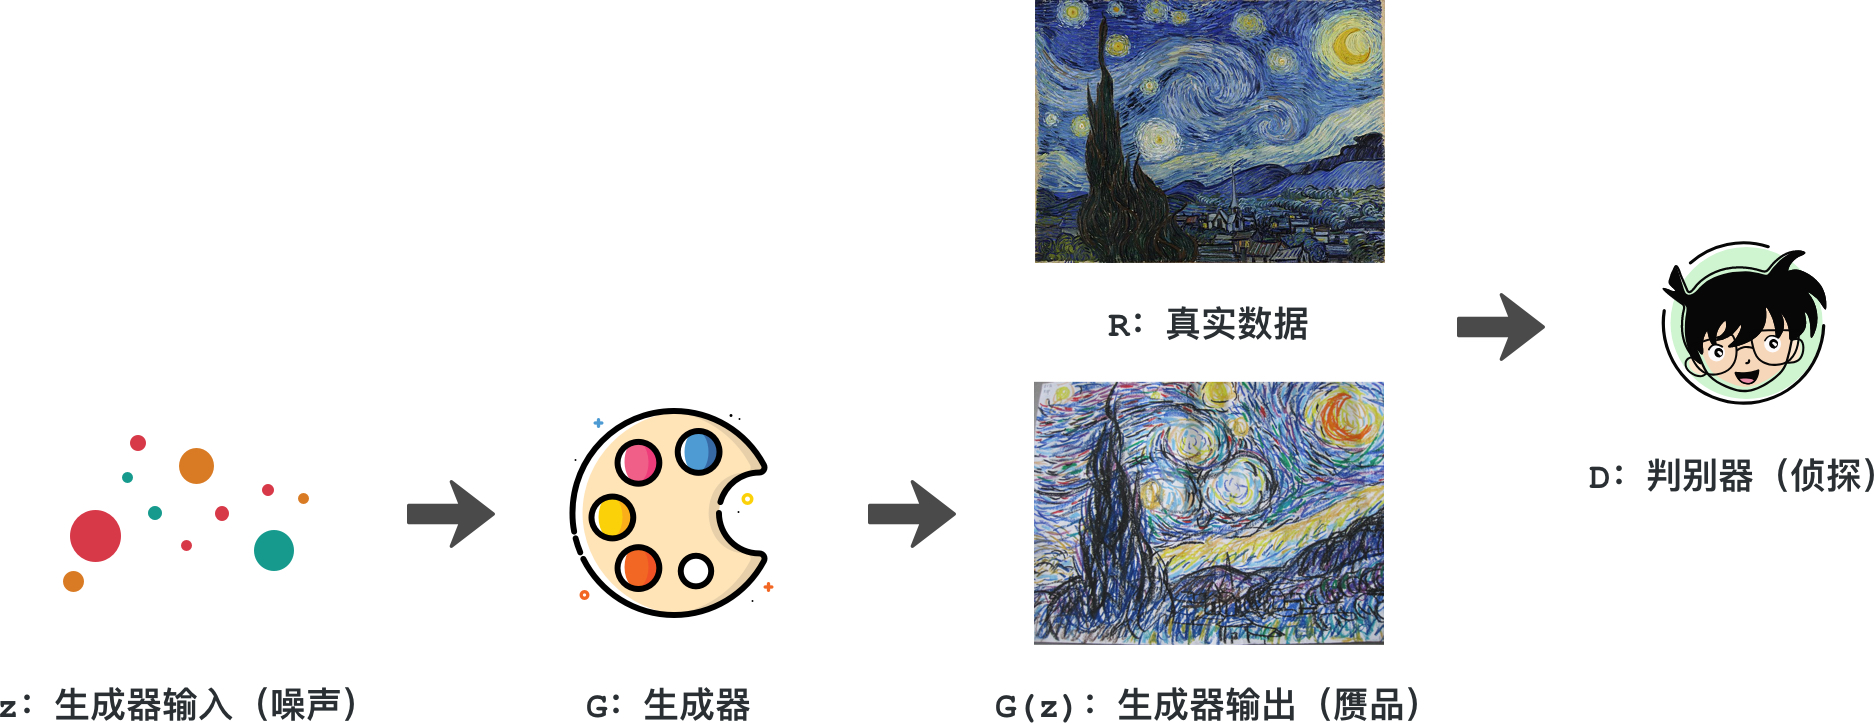 R：真实数据
D：判别器（侦探）
z：生成器输入（噪声）
G：生成器
G(z)：生成器输出（赝品）